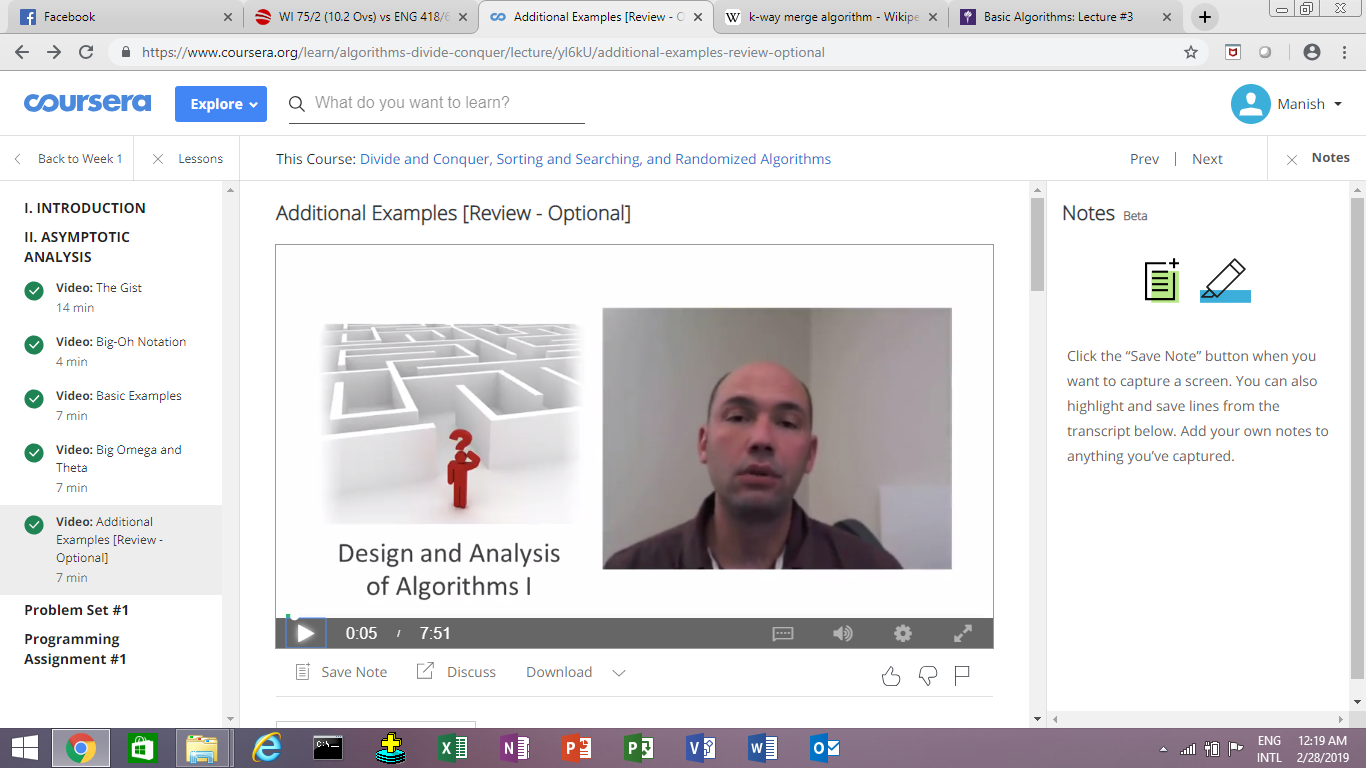 Facebook
WI 75/2 (10.2 Ovs) vs ENG 418/6
Additional Examples [Review - O
k-way merge algorithm - Wikipe
Basic Algorithms: Lecture #3
https://www.coursera.org/learn/algorithms-divide-conquer/lecture/yl6kU/additional-examples-review-optional
coursera
Explore
What do you want to learn?
Manish
Back to Week 1
Lessons
This Course: Divide and Conquer, Sorting and Searching, and Randomized Algorithms
Prev | Next
Notes
I. INTRODUCTION
II. ASYMPTOTIC
ANALYSIS
Video: The Gist
14 min
Video: Big-Oh Notation
4 min
Video: Basic Examples
7 min
Video: Big Omega and
Theta
7 min
Video: Additional
Examples [Review -
Optional]
7 min
Problem Set #1
Programming
Assignment #1
Additional Examples [Review - Optional]
?
Design and Analysis
of Algorithms I
0:05 / 7:51
Save Note
Discuss
Download
Notes Beta
Click the “Save Note” button when you
want to capture a screen. You can also
highlight and save lines from the
transcript below. Add your own notes to
anything you’ve captured.
ENG
INTL
12:19 AM
2/28/2019